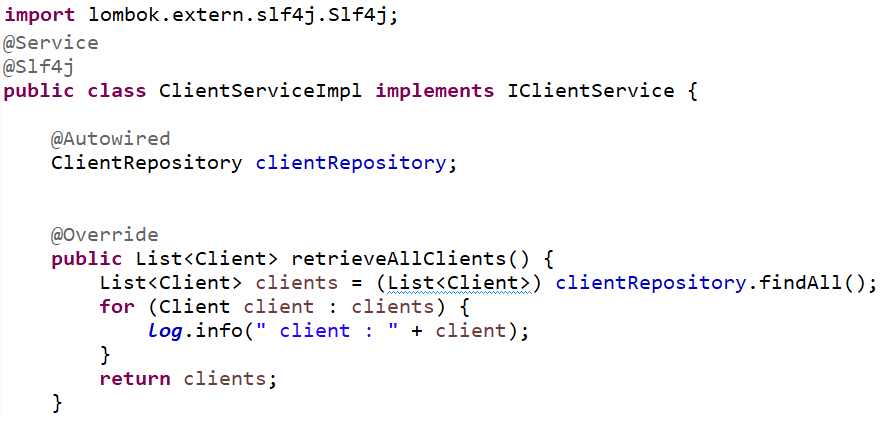 import lombok.extern.slf4j.Slf4j;
@Service
@Slf4j
public class ClientServiceImpl implements IClientService {
@Autowired
ClientRepository clientRepository;
@Override
public List<Client> retrieveAllClients() {
List<Client> clients = (List<Client>) clientRepository.findAll();
for (Client client : clients) {
log.info(" client : " + client);
}
return clients;
}